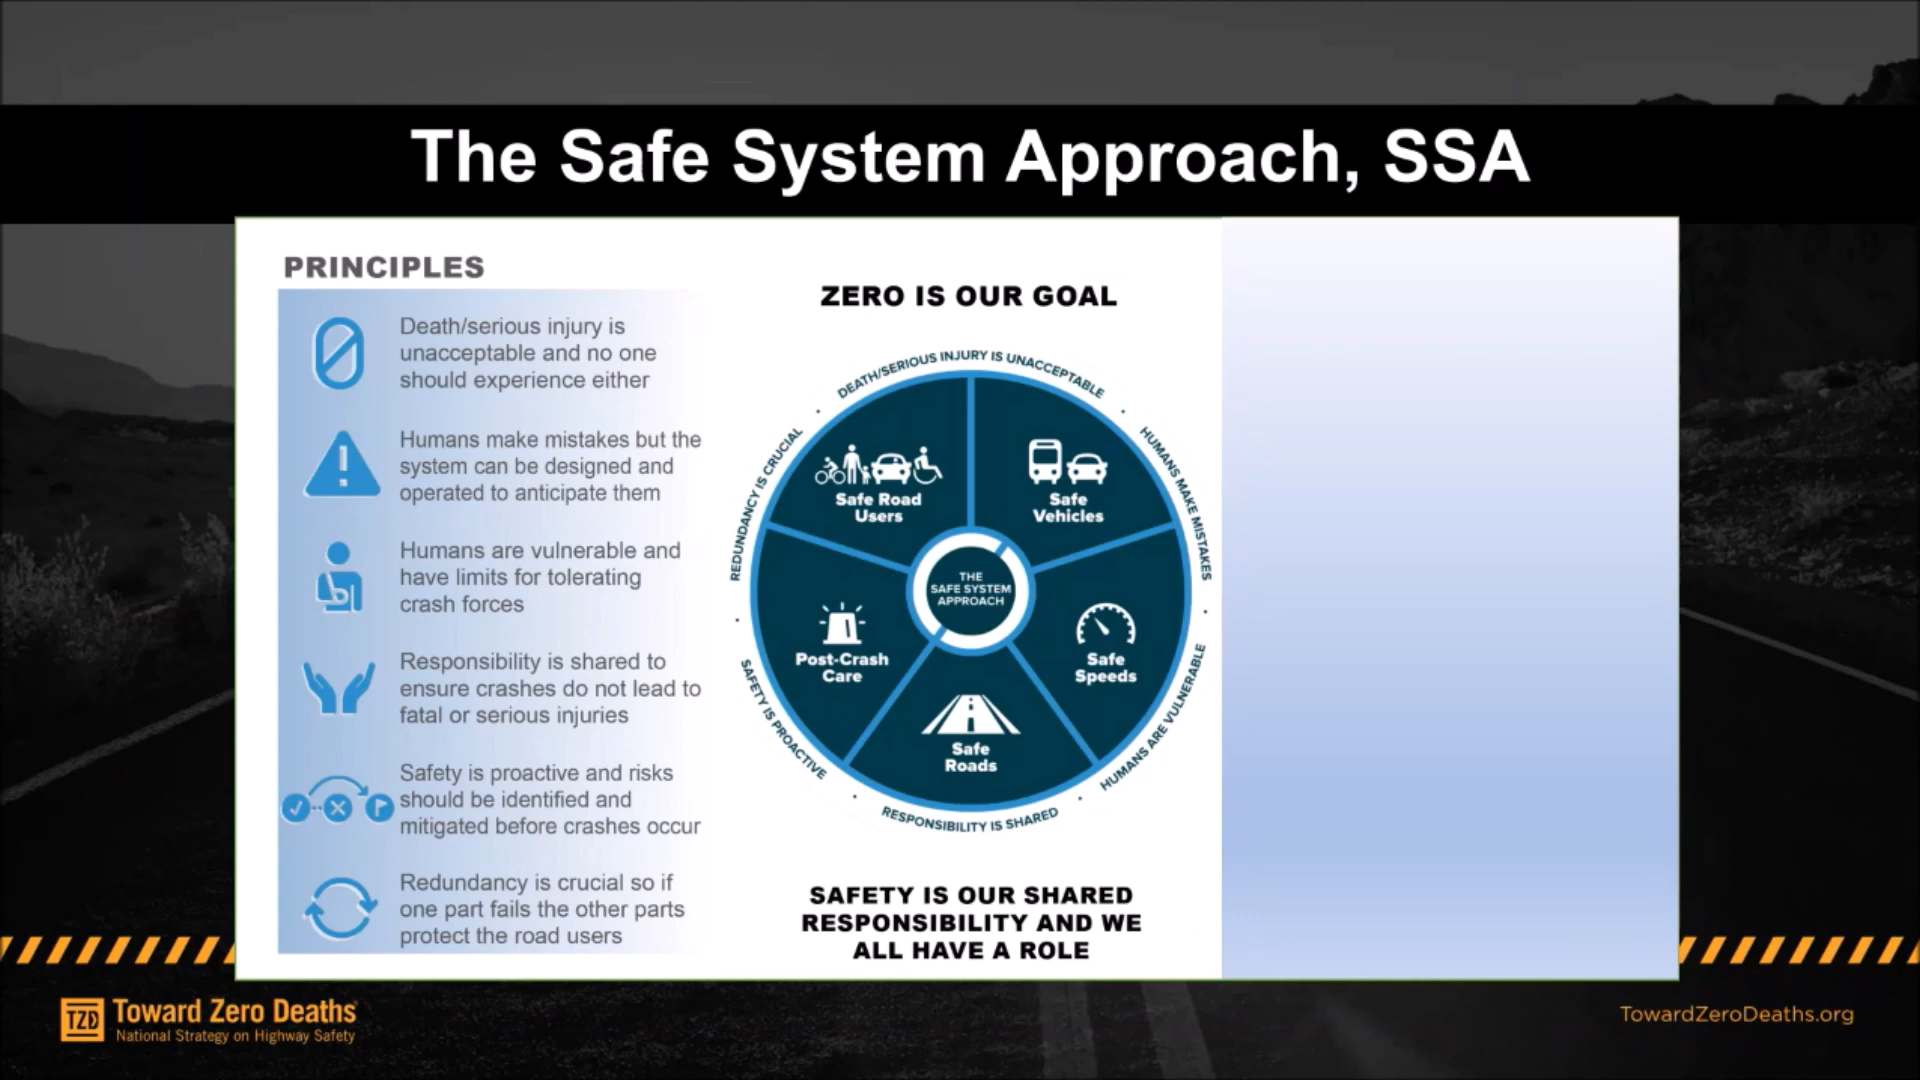 The Safe System Approach, SSA
PRINCIPLES
Death/serious injury is
unacceptable and no one
should experience either
Humans make mistakes but the
system can be designed and
operated to anticipate them
Humans are vulnerable and
have limits for tolerating
crash forces
Responsibility is shared to
ensure crashes do not lead to
fatal or serious injuries
Safety is proactive and risks
should be identified and
mitigated before crashes occur
Redundancy is crucial so if
one part fails the other parts
protect the road users
ZERO IS OUR GOAL
DEATH/SERIOUS INJURY IS UNACCEPTABLE
HUMANS MAKE MISTAKES
HUMANS ARE VULNERABLE
RESPONSIBILITY IS SHARED
SAFETY IS PROACTIVE
REDUNDANCY IS CRUCIAL
Safe Road
Users
Safe
Vehicles
Safe
Speeds
Safe
Roads
Post-Crash
Care
THE
SAFE SYSTEM
APPROACH
SAFETY IS OUR SHARED
RESPONSIBILITY AND WE
ALL HAVE A ROLE
TZD
Toward Zero Deaths
National Strategy on Highway Safety
TowardZeroDeaths.org